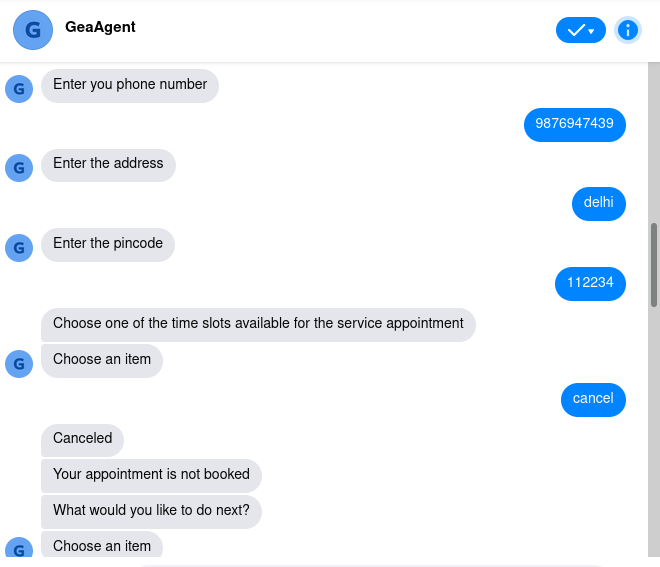 G
GeaAgent
Enter you phone number
G
9876947439
Enter the address
G
delhi
Enter the pincode
G
112234
Choose one of the time slots available for the service appointment
Choose an item
G
cancel
Canceled
Your appointment is not booked
What would you like to do next?
Choose an item
G